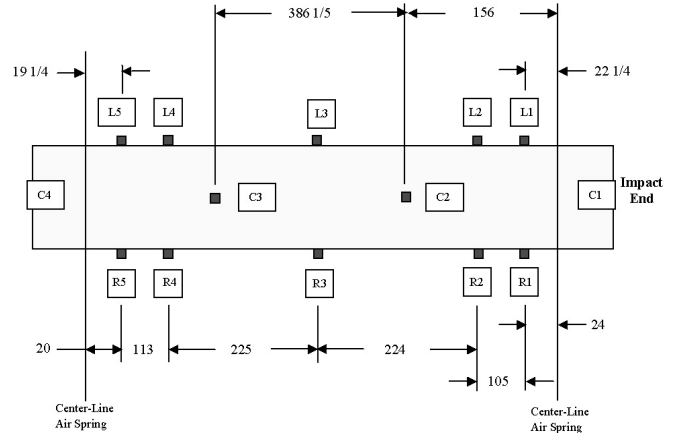 386 1/5
156
19 1/4
22 1/4
L5
L4
L3
L2
L1
C4
C3
C2
C1
Impact
End
R5
R4
R3
R2
R1
24
20
113
225
224
105
Center-Line
Air Spring
Center-Line
Air Spring